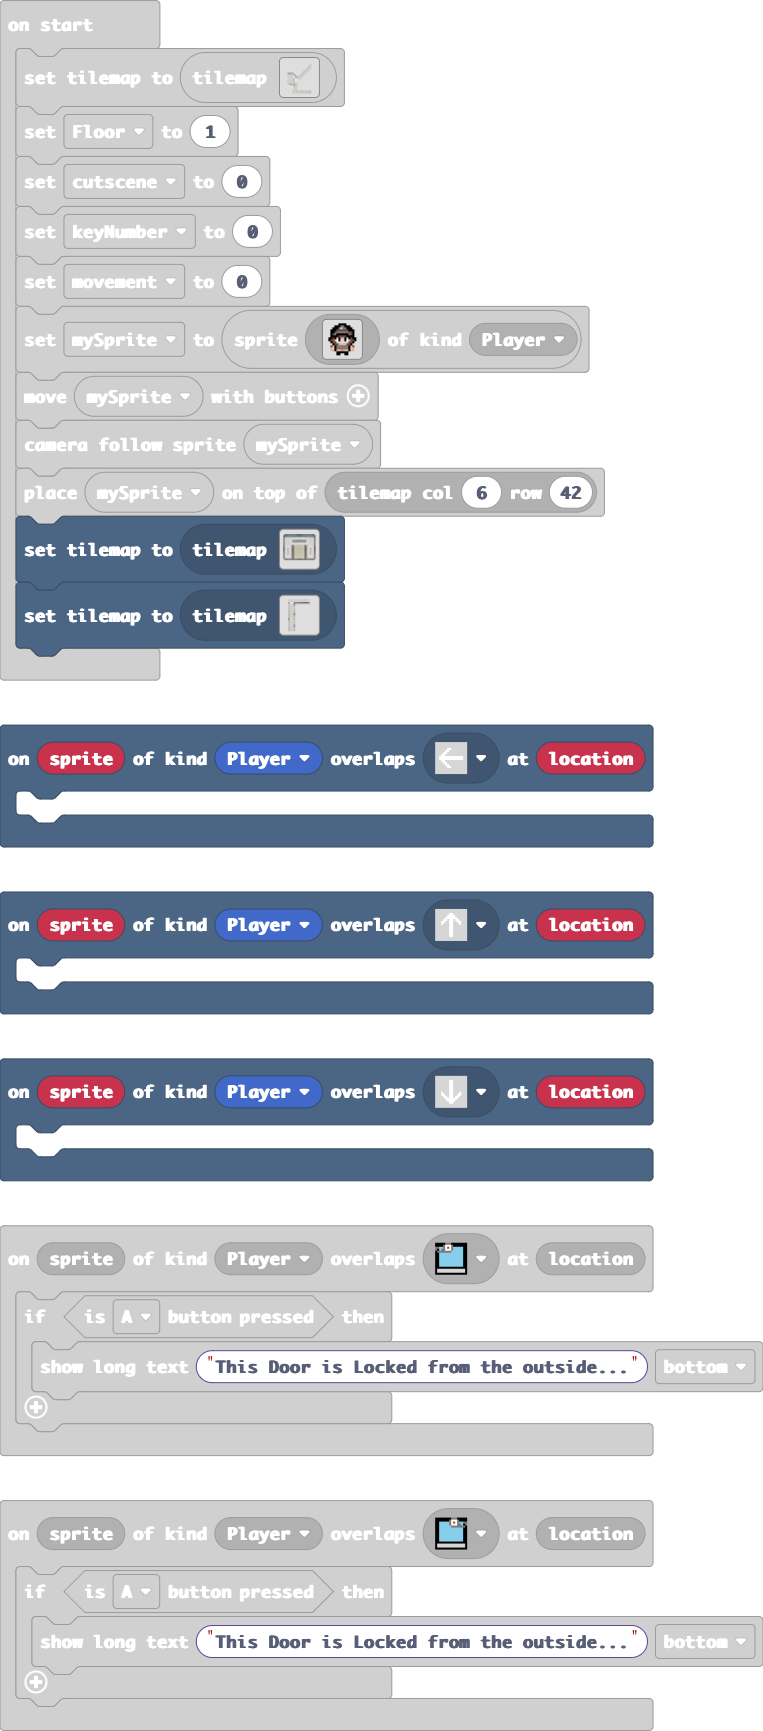 on start
set tilemap to tilemap
set Floor to 1
set cutscene to 0
set keyNumber to 0
set movement to 0
set mySprite to sprite of kind Player
move mySprite with buttons
camera follow sprite mySprite
place mySprite on top of tilemap col 6 row 42
set tilemap to tilemap
set tilemap to tilemap
on sprite of kind Player overlaps at location
on sprite of kind Player overlaps at location
on sprite of kind Player overlaps at location
on sprite of kind Player overlaps at location
if is A button pressed then
show long text "This Door is Locked from the outside..." bottom
on sprite of kind Player overlaps at location
if is A button pressed then
show long text "This Door is Locked from the outside..." bottom